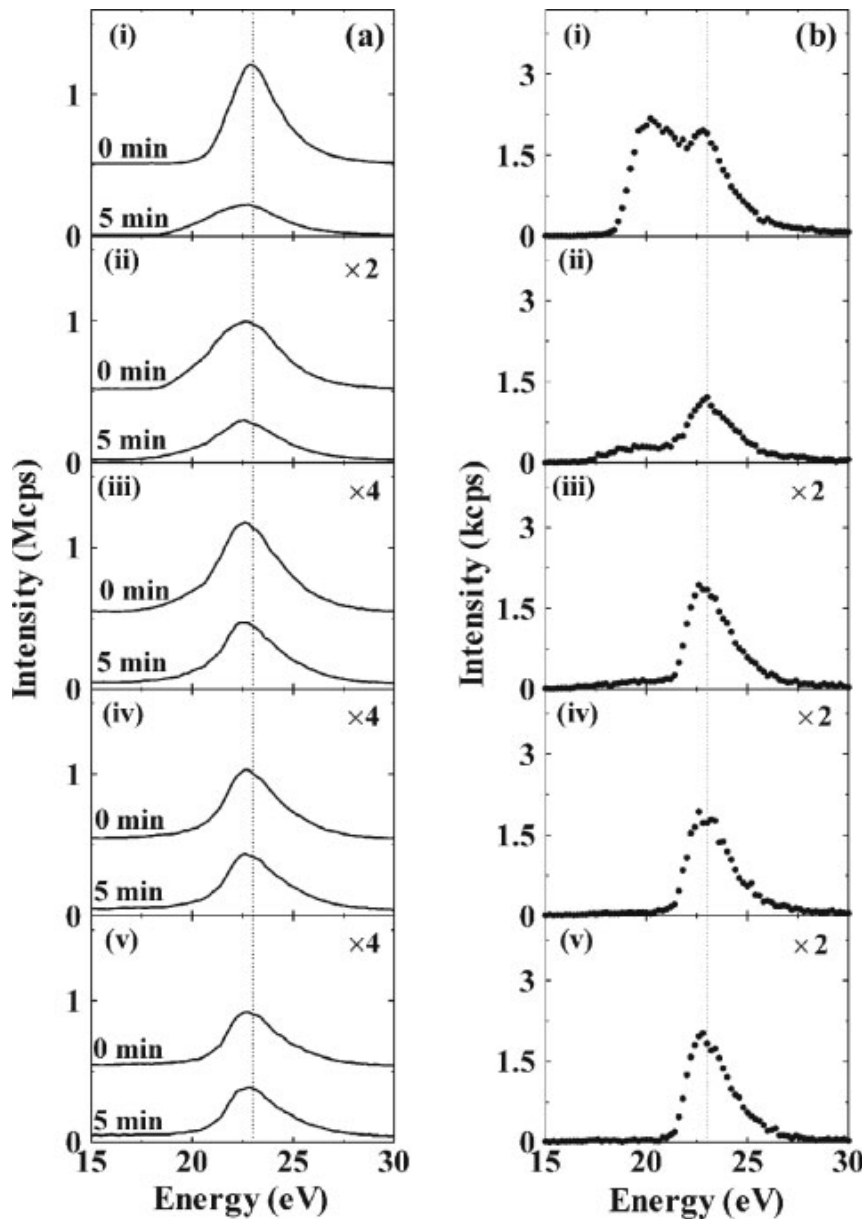 (i) (a)
1
0 min
5 min
0
(ii) ×2
1
0 min
5 min
0
(iii) ×4
1
0 min
5 min
0
(iv) ×4
1
0 min
5 min
0
(v) ×4
1
0 min
5 min
0
15 20 25 30
Energy (eV)
Intensity (Mcps)
(i) (b)
3
1.5
0
(ii)
3
1.5
0
(iii) ×2
3
1.5
0
(iv) ×2
3
1.5
0
(v) ×2
3
1.5
0
15 20 25 30
Energy (eV)
Intensity (kcps)